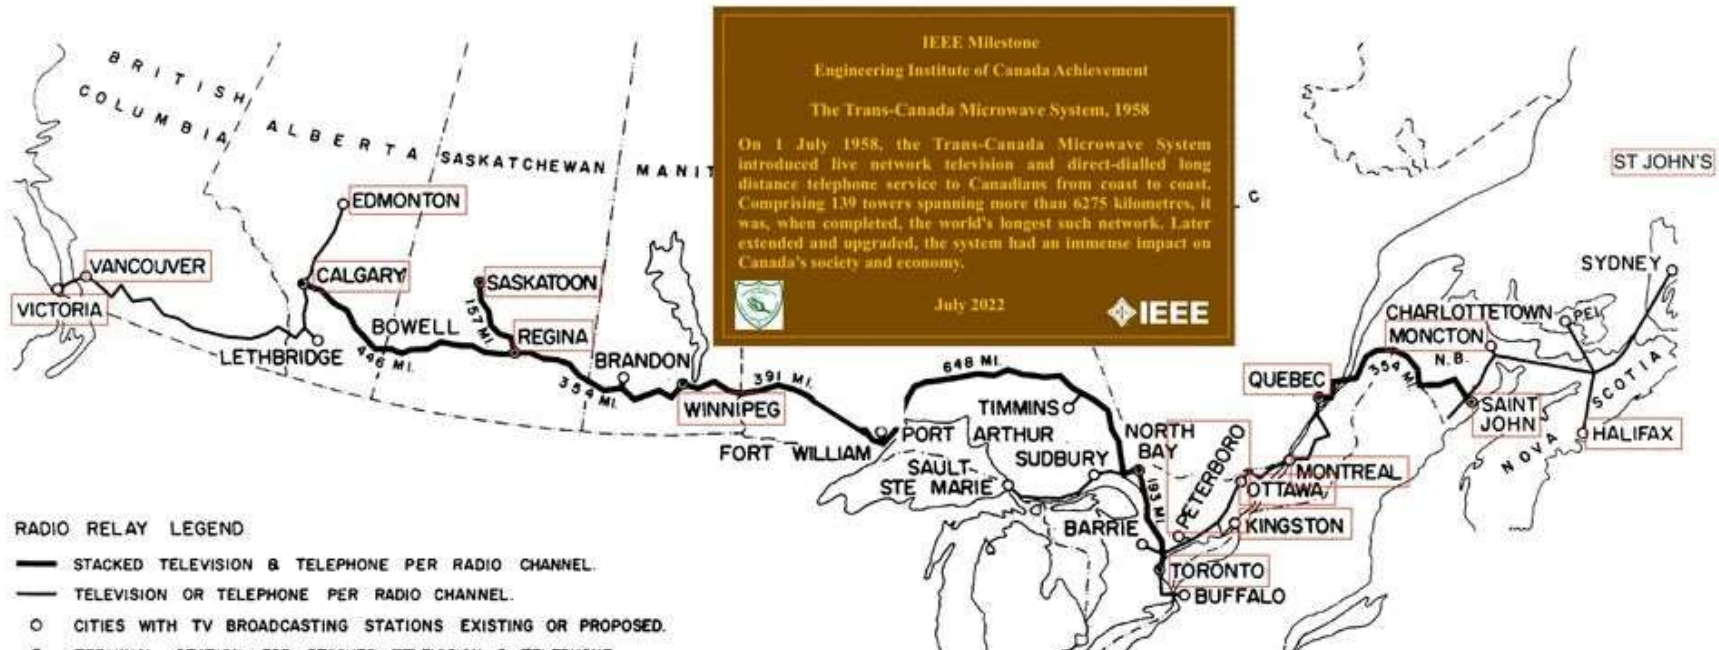 IEEE Milestone
Engineering Institute of Canada Achievement
The Trans-Canada Microwave System, 1958
On 1 July 1958, the Trans-Canada Microwave System
introduced live network television and direct-dialled long
distance telephone service to Canadians from coast to coast.
Comprising 139 towers spanning more than 6275 kilometres, it
was, when completed, the world's longest such network. Later
extended and upgraded, the system had an immense impact on
Canada's society and economy.
July 2022
IEEE
BRITISH
COLUMBIA
ALBERTA
SASKATCHEWAN
MANIT
C
ST JOHN'S
EDMONTON
VANCOUVER
CALGARY
SASKATOON
SYDNEY
VICTORIA
157 MI.
CHARLOTTETOWN
P.E.I.
BOWELL
REGINA
MONCTON
LETHBRIDGE
446 MI.
BRANDON
N.B.
648 MI.
354 MI.
391 MI.
QUEBEC
354 MI.
NOVA SCOTIA
WINNIPEG
TIMMINS
SAINT
JOHN
FORT WILLIAM
PORT ARTHUR
NORTH
BAY
HALIFAX
SUDBURY
SAULT-
STE MARIE
193 MI.
PETERBORO
MONTREAL
OTTAWA
BARRIE
KINGSTON
TORONTO
BUFFALO
RADIO RELAY LEGEND
STACKED TELEVISION & TELEPHONE PER RADIO CHANNEL.
TELEVISION OR TELEPHONE PER RADIO CHANNEL.
CITIES WITH TV BROADCASTING STATIONS EXISTING OR PROPOSED.